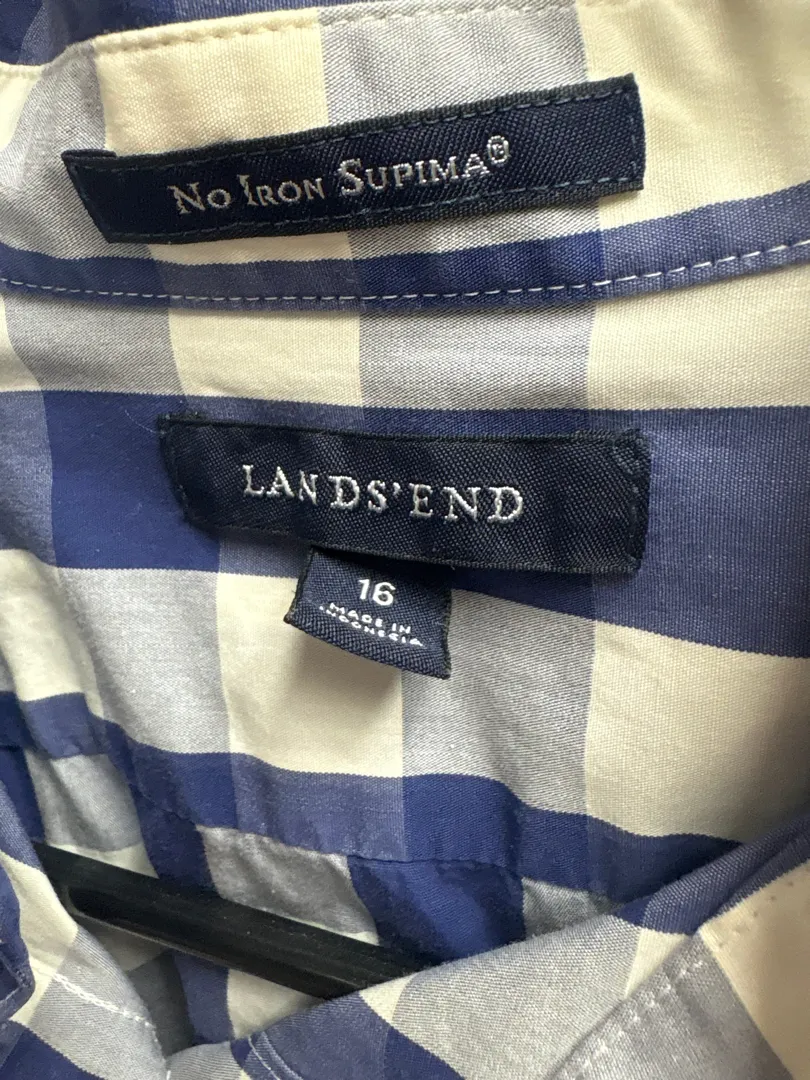 NO IRON SUPIMA®
LANDS'END
16
MADE IN
INDONESIA